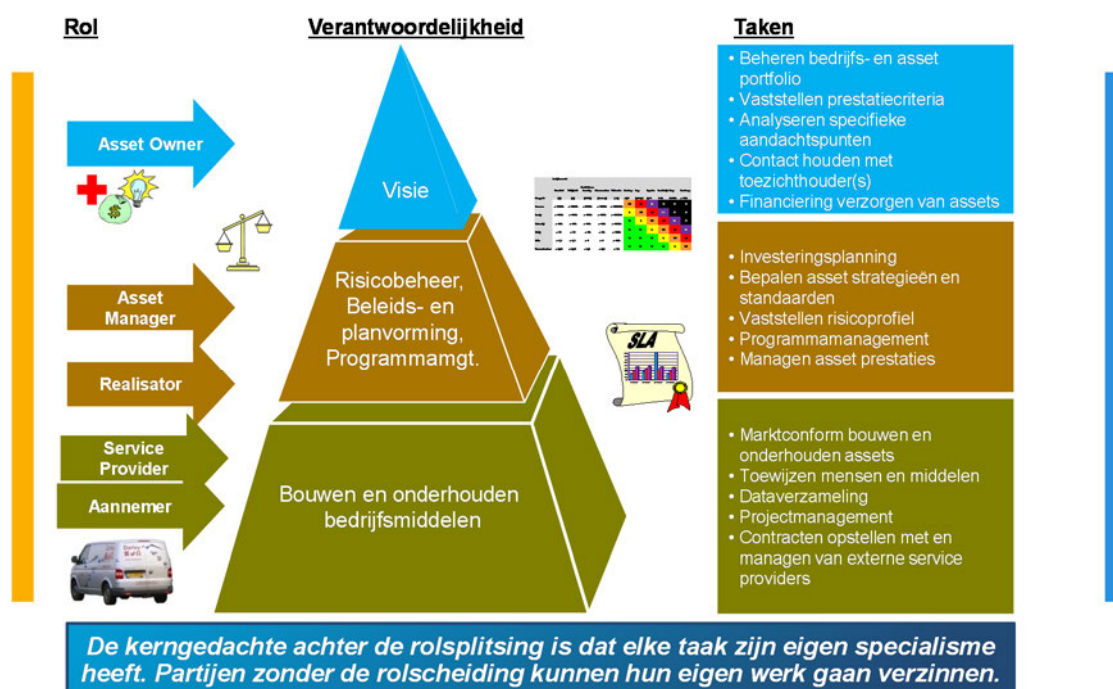 Rol
Verantwoordelijkheid
Taken
Asset Owner
Visie
• Beheren bedrijfs- en asset
portfolio
• Vaststellen prestatiecriteria
• Analyseren specifieke
aandachtspunten
• Contact houden met
toezichthouder(s)
• Financiering verzorgen van assets
Asset
Manager
Realisator
Risicobeheer,
Beleids- en
planvorming,
Programmamgt.
SLA
• Investeringsplanning
• Bepalen asset strategieën en
standaarden
• Vaststellen risicoprofiel
• Programmamanagement
• Managen asset prestaties
Service
Provider
Aannemer
Bouwen en onderhouden
bedrijfsmiddelen
• Marktconform bouwen en
onderhouden assets
• Toewijzen mensen en middelen
• Dataverzameling
• Projectmanagement
• Contracten opstellen met en
managen van externe service
providers
De kerngedachte achter de rolsplitsing is dat elke taak zijn eigen specialisme
heeft. Partijen zonder de rolscheiding kunnen hun eigen werk gaan verzinnen.